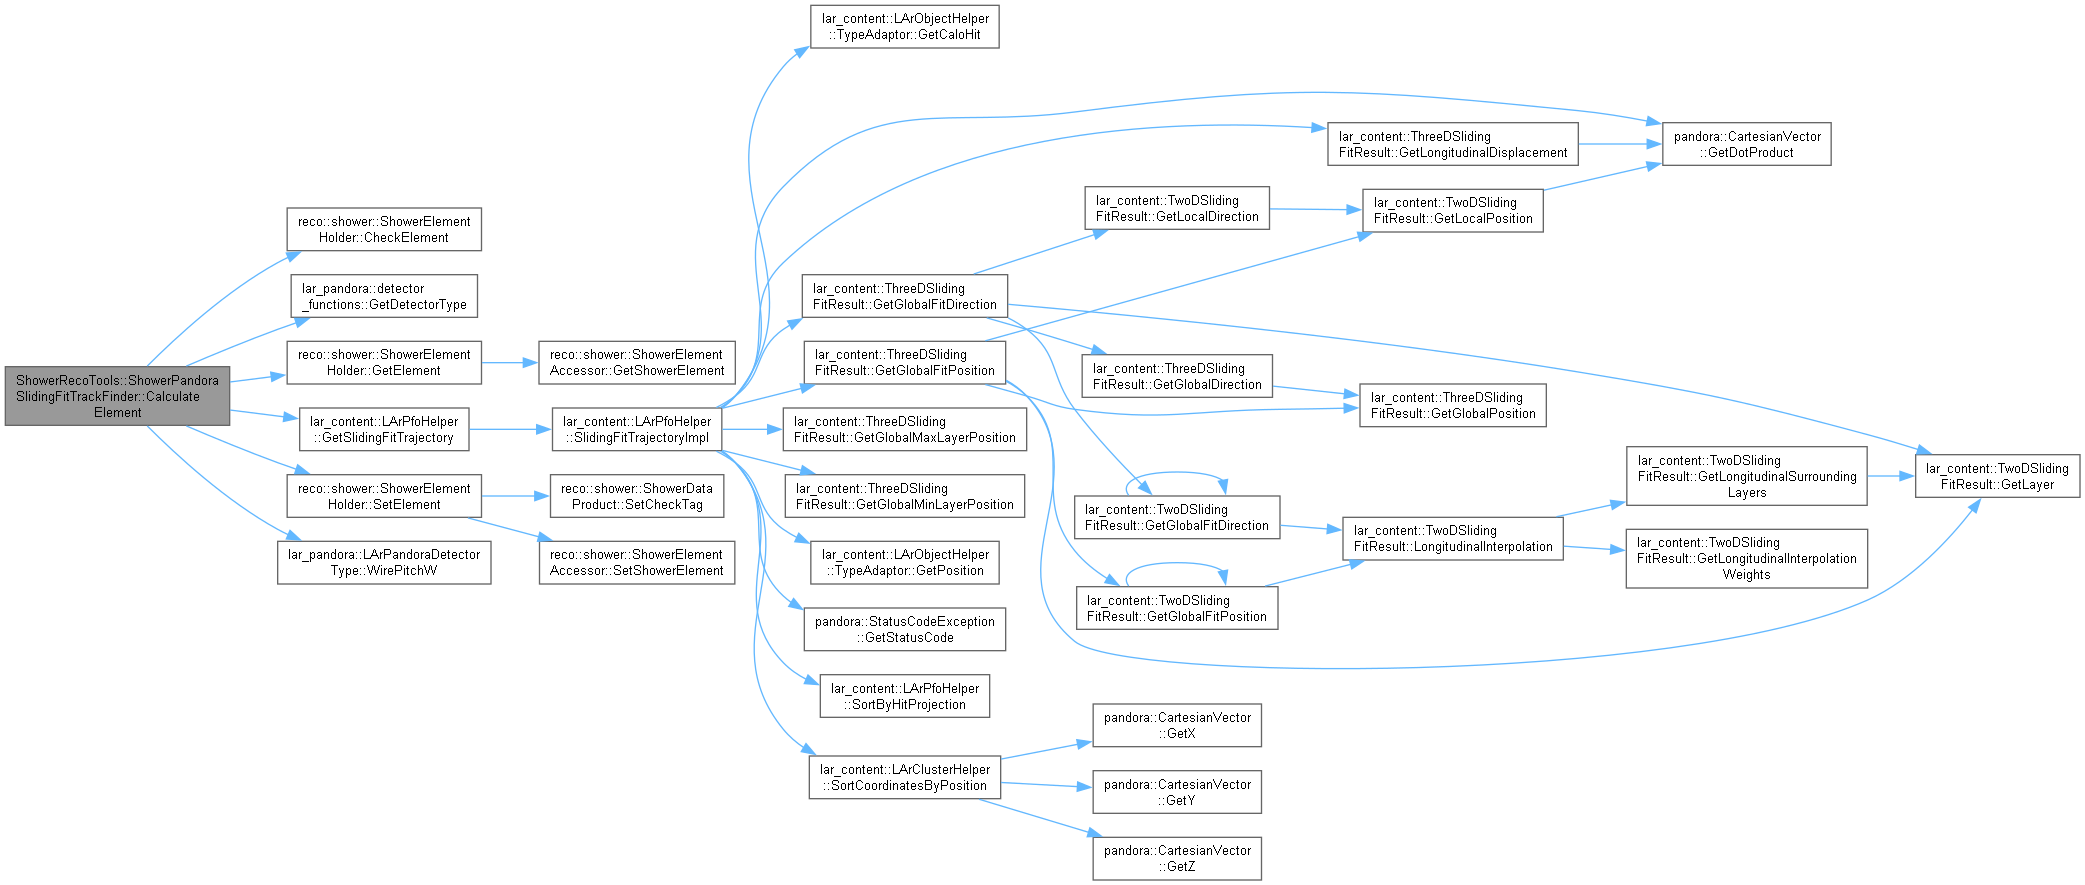 ShowerRecoTools::ShowerPandora
SlidingFitTrackFinder::Calculate
Element
reco::shower::ShowerElement
Holder::CheckElement
lar_pandora::detector
_functions::GetDetectorType
reco::shower::ShowerElement
Holder::GetElement
lar_content::LArPfoHelper
::GetSlidingFitTrajectory
reco::shower::ShowerElement
Holder::SetElement
lar_pandora::LArPandoraDetector
Type::WirePitchW
reco::shower::ShowerElement
Accessor::GetShowerElement
lar_content::LArPfoHelper
::SlidingFitTrajectoryImpl
reco::shower::ShowerData
Product::SetCheckTag
reco::shower::ShowerElement
Accessor::SetShowerElement
lar_content::LArObjectHelper
::TypeAdaptor::GetCaloHit
lar_content::ThreeDSliding
FitResult::GetGlobalFitDirection
lar_content::ThreeDSliding
FitResult::GetGlobalFitPosition
lar_content::ThreeDSliding
FitResult::GetGlobalMaxLayerPosition
lar_content::ThreeDSliding
FitResult::GetGlobalMinLayerPosition
lar_content::LArObjectHelper
::TypeAdaptor::GetPosition
pandora::StatusCodeException
::GetStatusCode
lar_content::LArPfoHelper
::SortByHitProjection
lar_content::LArClusterHelper
::SortCoordinatesByPosition
lar_content::TwoDSliding
FitResult::GetLocalDirection
lar_content::ThreeDSliding
FitResult::GetGlobalDirection
lar_content::TwoDSliding
FitResult::GetGlobalFitDirection
lar_content::TwoDSliding
FitResult::GetGlobalFitPosition
pandora::CartesianVector
::GetX
pandora::CartesianVector
::GetY
pandora::CartesianVector
::GetZ
lar_content::ThreeDSliding
FitResult::GetLongitudinalDisplacement
lar_content::TwoDSliding
FitResult::GetLocalPosition
lar_content::ThreeDSliding
FitResult::GetGlobalPosition
lar_content::TwoDSliding
FitResult::LongitudinalInterpolation
pandora::CartesianVector
::GetDotProduct
lar_content::TwoDSliding
FitResult::GetLongitudinalSurrounding
Layers
lar_content::TwoDSliding
FitResult::GetLongitudinalInterpolation
Weights
lar_content::TwoDSliding
FitResult::GetLayer